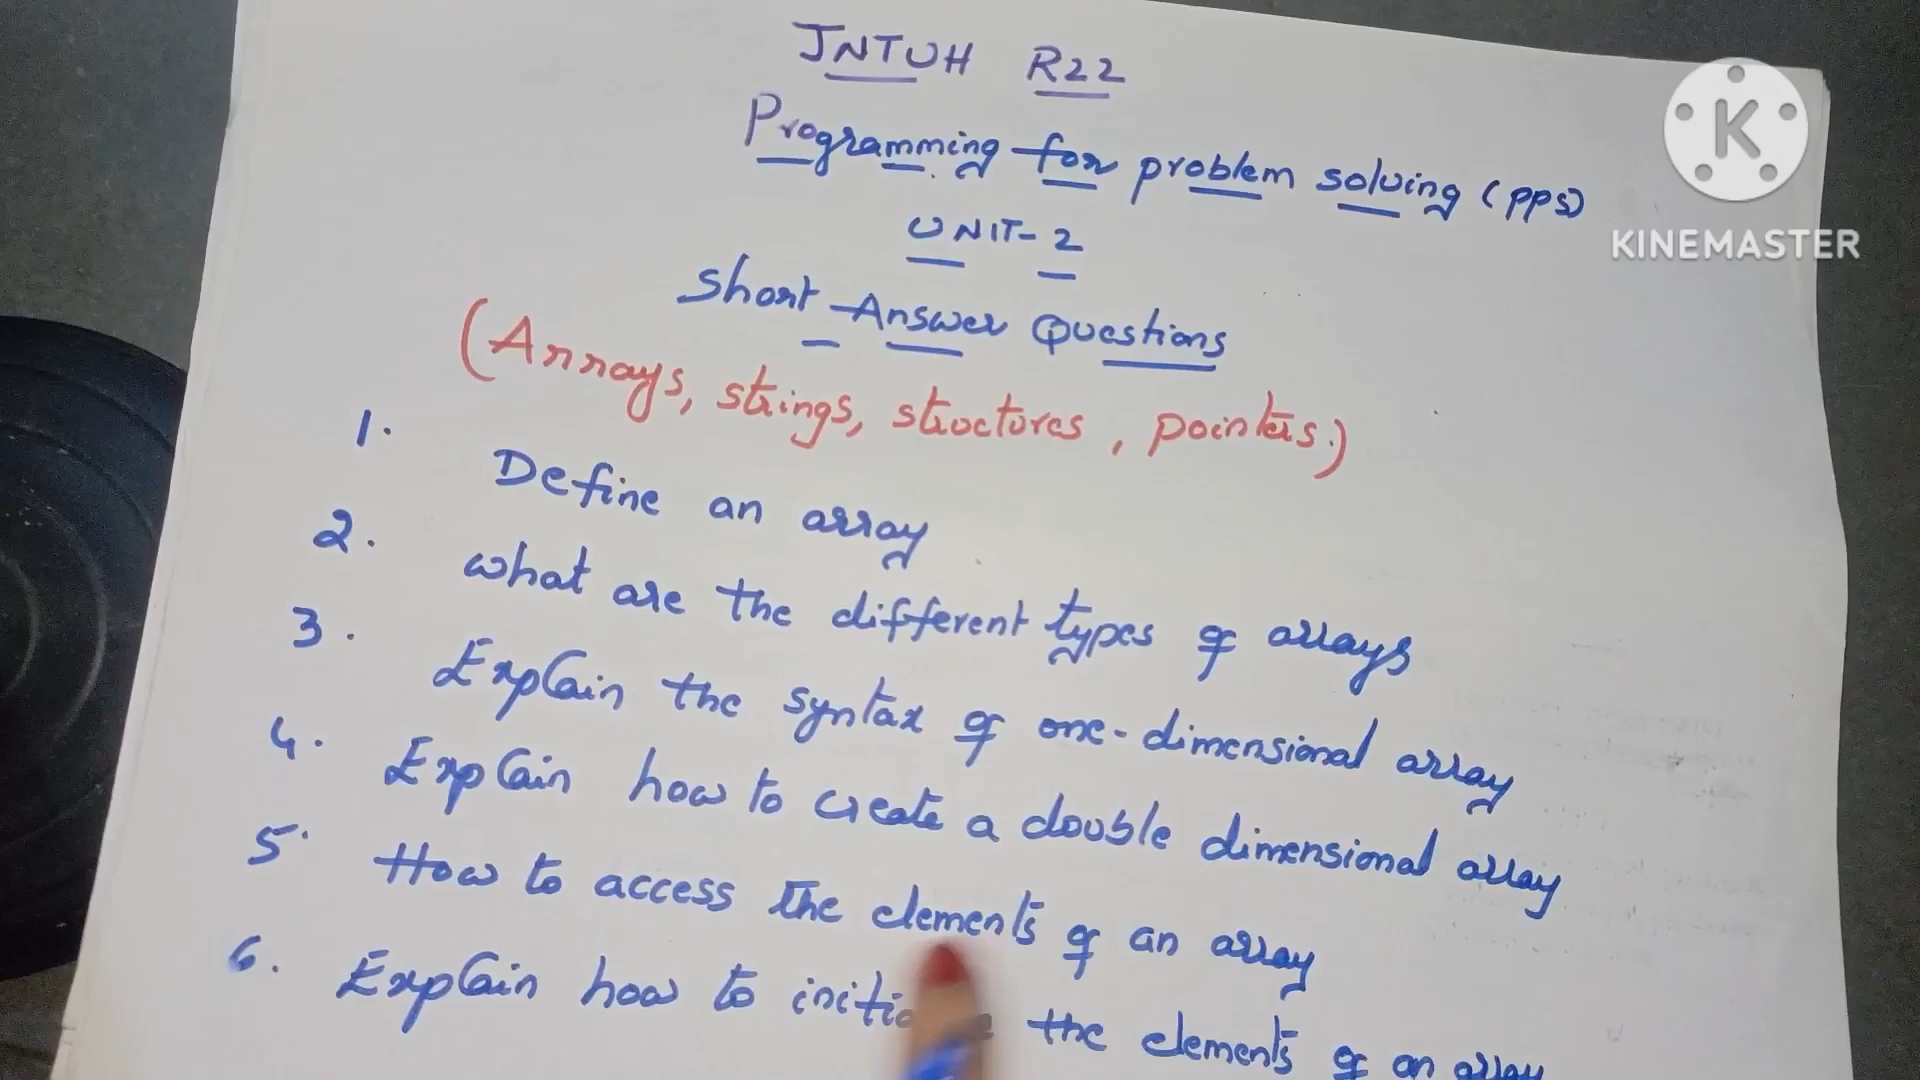 JNTUH R22
Programming for problem solving (pps)
UNIT-2
Short Answer Questions
(Arrays, strings, structures, pointers.)
1. Define an array
2. what are the different types of arrays
3. Explain the syntax of one-dimensional array
4. Explain how to create a double dimensional array
5. How to access the elements of an array
6. Explain how to the elements of an array
K
KINEMASTER